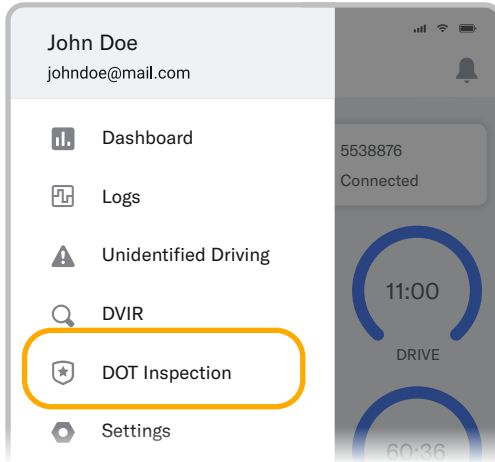 John Doe
johndoe@mail.com
Dashboard
Logs
Unidentified Driving
DVIR
DOT Inspection
Settings
5538876
Connected
11:00
DRIVE
60:36